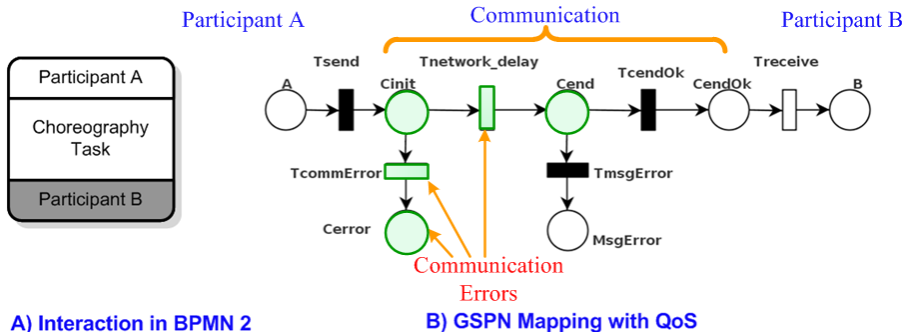 Participant A
Communication
Participant B
Participant A
Choreography
Task
Participant B
A
Tsend
Cinit
Tnetwork_delay
Cend
TcendOk
CendOk
Treceive
B
TcommError
TmsgError
Cerror
MsgError
Communication
Errors
A) Interaction in BPMN 2
B) GSPN Mapping with QoS